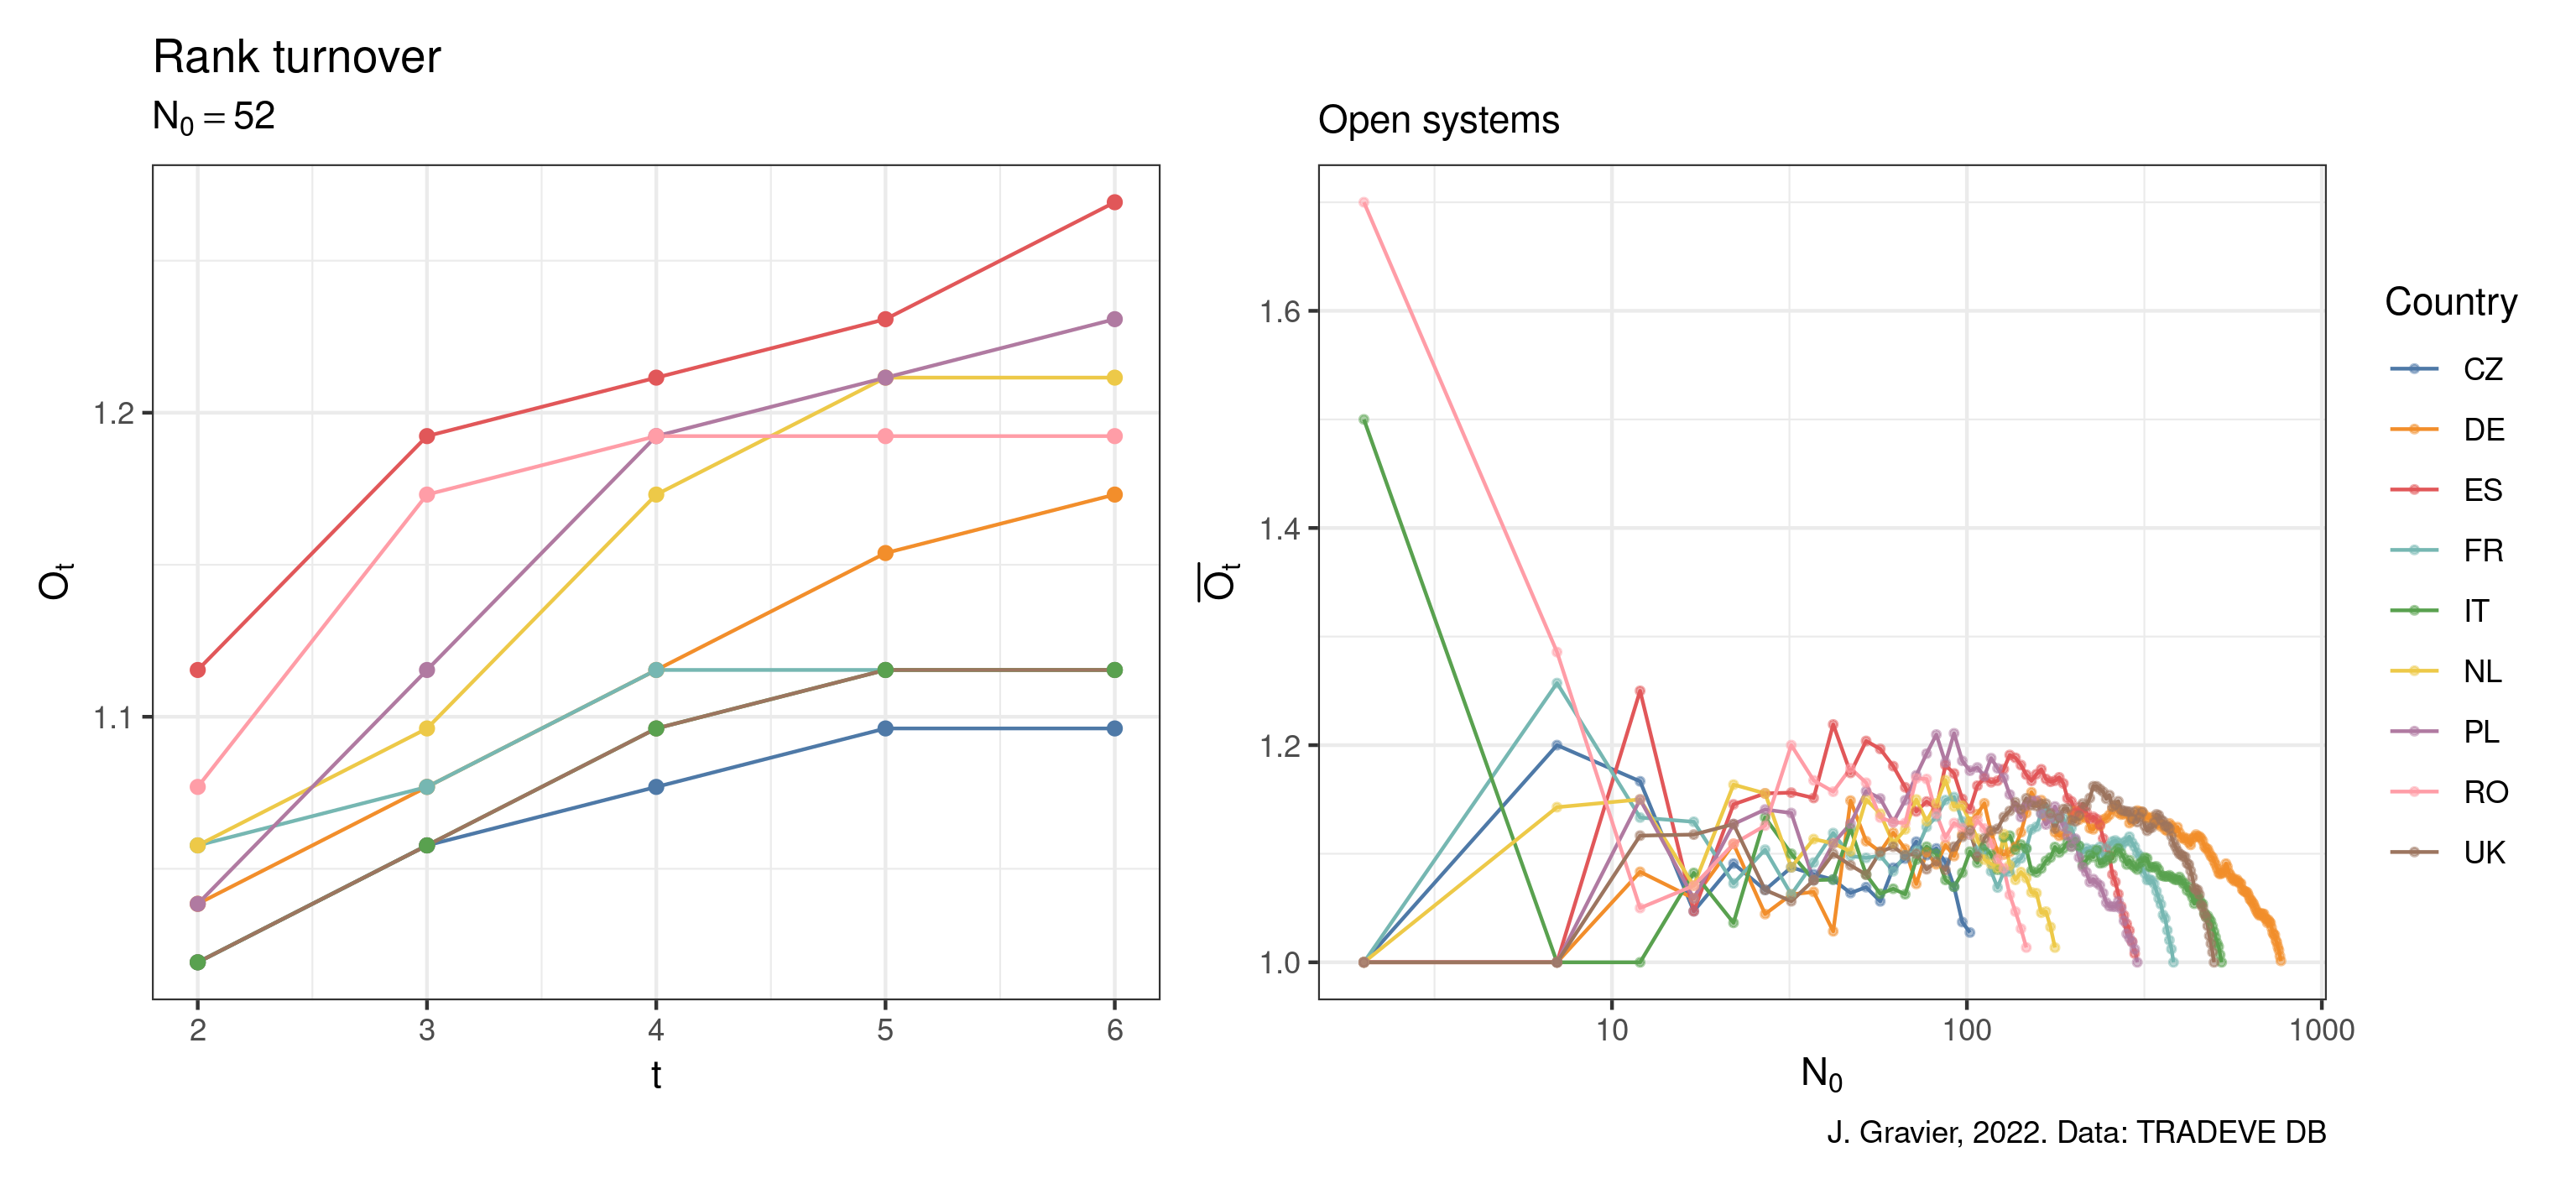 Rank turnover
N₀ = 52
Open systems
Oₜ
1.2
1.1
2 3 4 5 6
t
O̅ₜ
1.6
1.4
1.2
1.0
10 100 1000
N₀
Country
CZ
DE
ES
FR
IT
NL
PL
RO
UK
J. Gravier, 2022. Data: TRADEVE DB